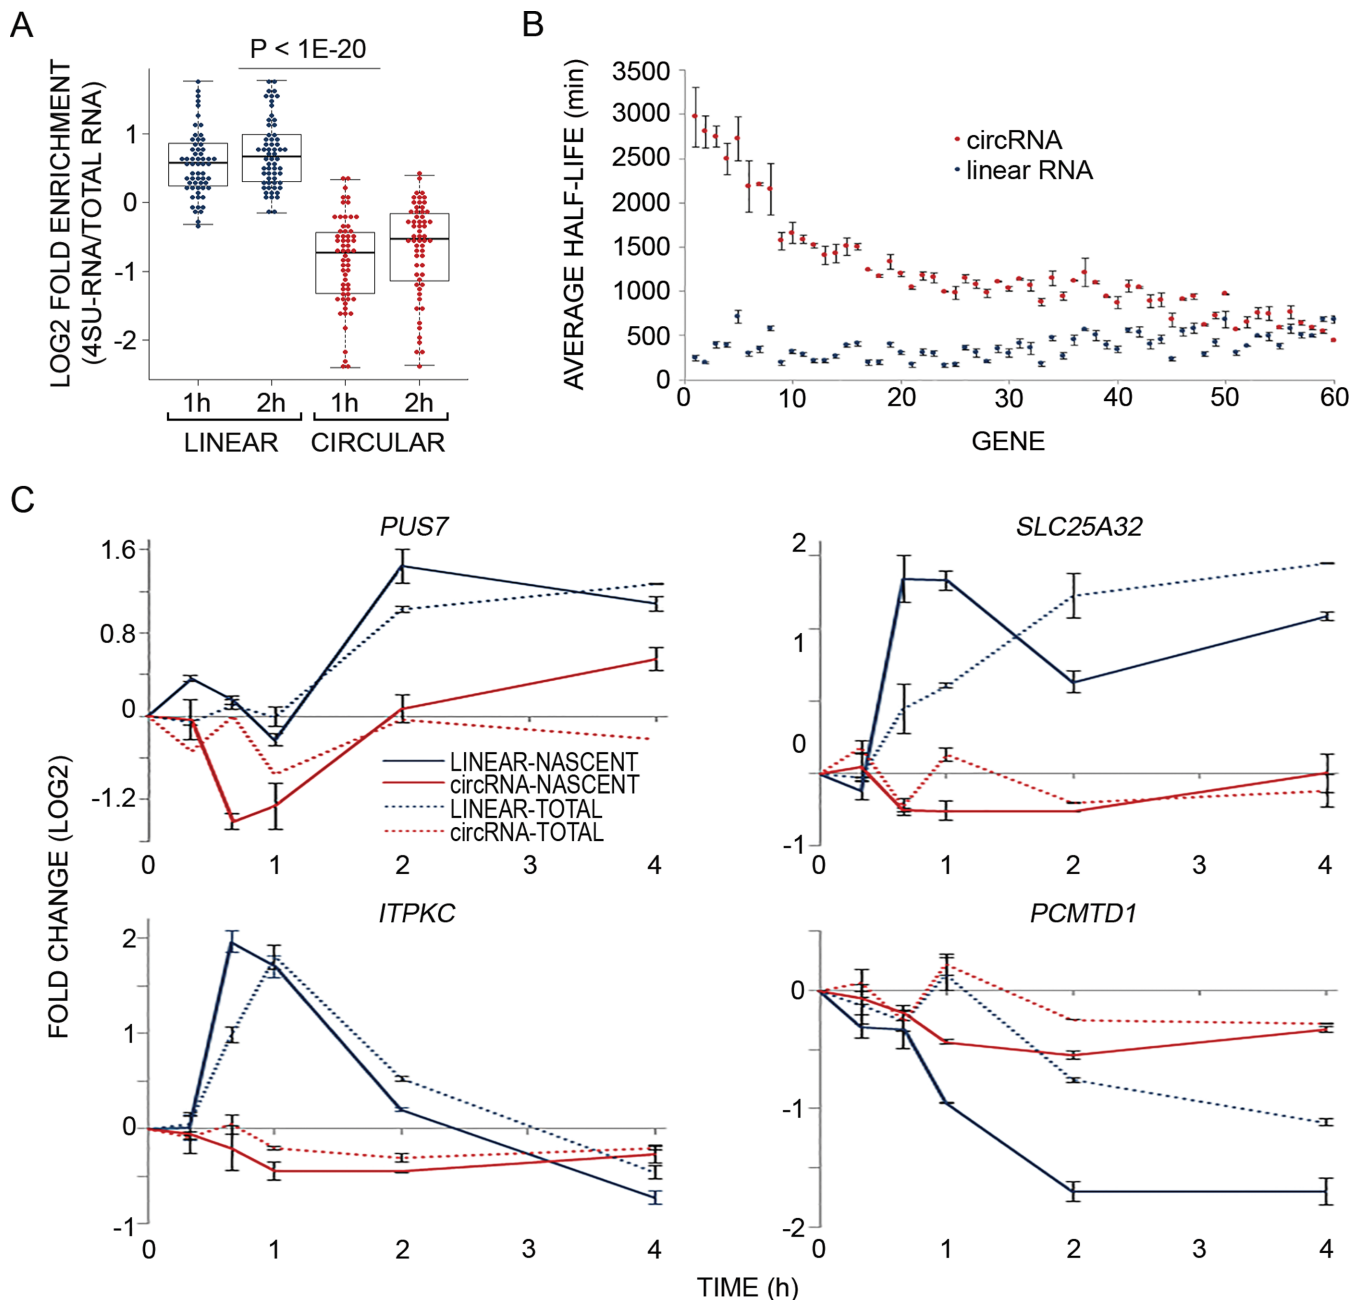 A
P < 1E-20
LOG2 FOLD ENRICHMENT
(4SU-RNA/TOTAL RNA)
1
0
-1
-2
1h 2h 1h 2h
LINEAR CIRCULAR
B
AVERAGE HALF-LIFE (min)
3500
3000
2500
2000
1500
1000
500
0
circRNA
linear RNA
0 10 20 30 40 50 60
GENE
C
FOLD CHANGE (LOG2)
PUS7
1.6
0.8
0
-1.2
LINEAR-NASCENT
circRNA-NASCENT
LINEAR-TOTAL
circRNA-TOTAL
0 1 2 3 4
SLC25A32
2
1
0
-1
0 1 2 3 4
ITPKC
2
1
0
-1
0 1 2 3 4
PCMTD1
0
-1
-2
0 1 2 3 4
TIME (h)